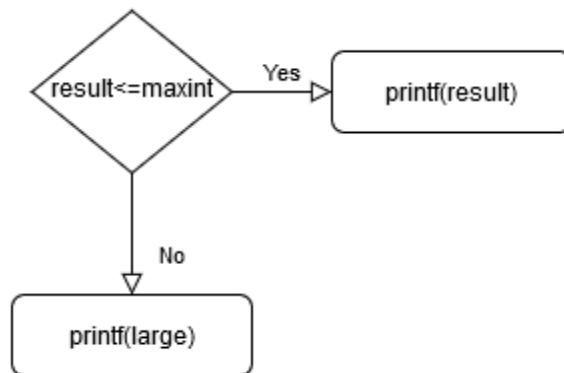 result<=maxint
Yes
printf(result)
No
printf(large)